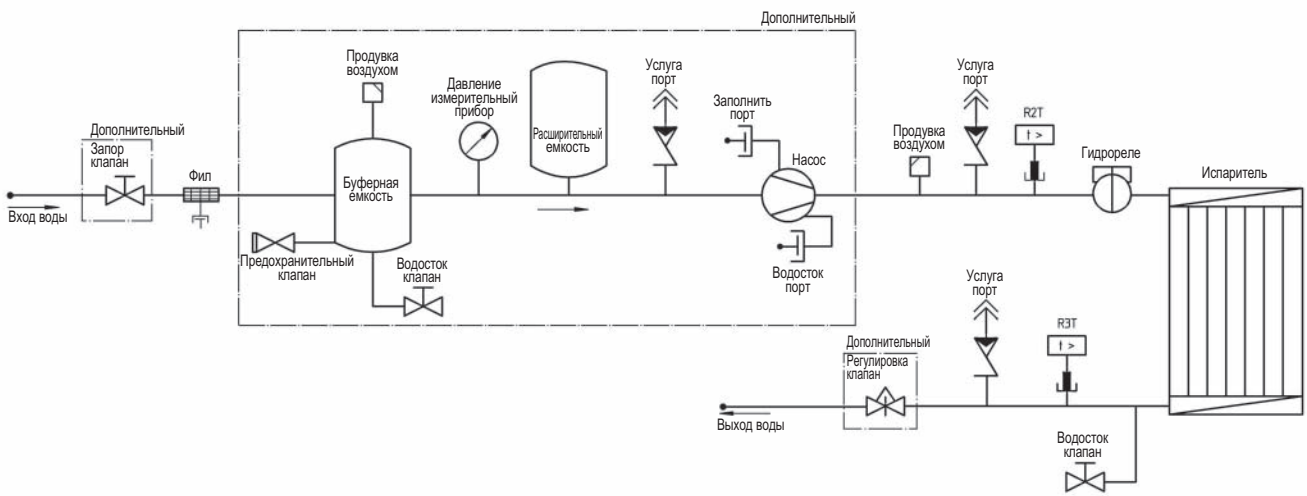 Дополнительный
Продувка
воздухом
Давление
измерительный
прибор
Расширительный
емкость
Услуга
порт
Заполнить
порт
Насос
Услуга
порт
R2T
t >
Продувка
воздухом
Гидрореле
Испаритель
Дополнительный
Запор
клапан
Фил
Вход воды
Буферная
емкость
Предохранительный
клапан
Водосток
клапан
Водосток
порт
Услуга
порт
R3T
t >
Дополнительный
Регулировка
клапан
Выход воды
Водосток
клапан